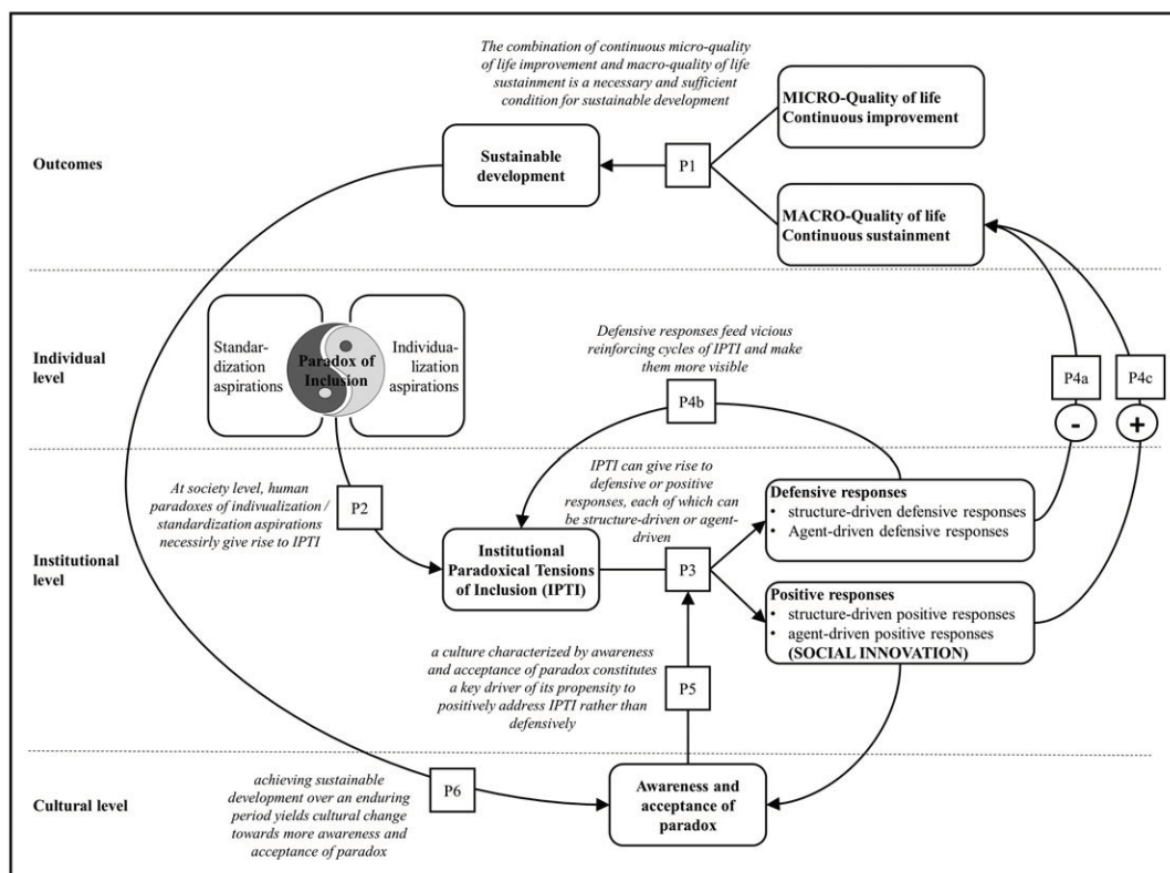 The combination of continuous micro-quality
of life improvement and macro-quality of life
sustainment is a necessary and sufficient
condition for sustainable development
MICRO-Quality of life
Continuous improvement
Outcomes
Sustainable
development
P1
MACRO-Quality of life
Continuous sustainment
Individual
level
Standar-
dization
aspirations
Paradox of
Inclusion
Individua-
lization
aspirations
Defensive responses feed vicious
reinforcing cycles of IPTI and make
them more visible
P4b
P4a
P4c
-
+
Institutional
level
At society level, human
paradoxes of indivualization /
standardization aspirations
necessirly give rise to IPTI
P2
IPTI can give rise to
defensive or positive
responses, each of which can
be structure-driven or agent-
driven
Institutional
Paradoxical Tensions
of Inclusion (IPTI)
P3
Defensive responses
• structure-driven defensive responses
• Agent-driven defensive responses
Positive responses
• structure-driven positive responses
• agent-driven positive responses
(SOCIAL INNOVATION)
a culture characterized by awareness
and acceptance of paradox constitutes
a key driver of its propensity to
positively address IPTI rather than
defensively
P5
Cultural level
achieving sustainable
development over an enduring
period yields cultural change
towards more awareness and
acceptance of paradox
P6
Awareness and
acceptance of
paradox